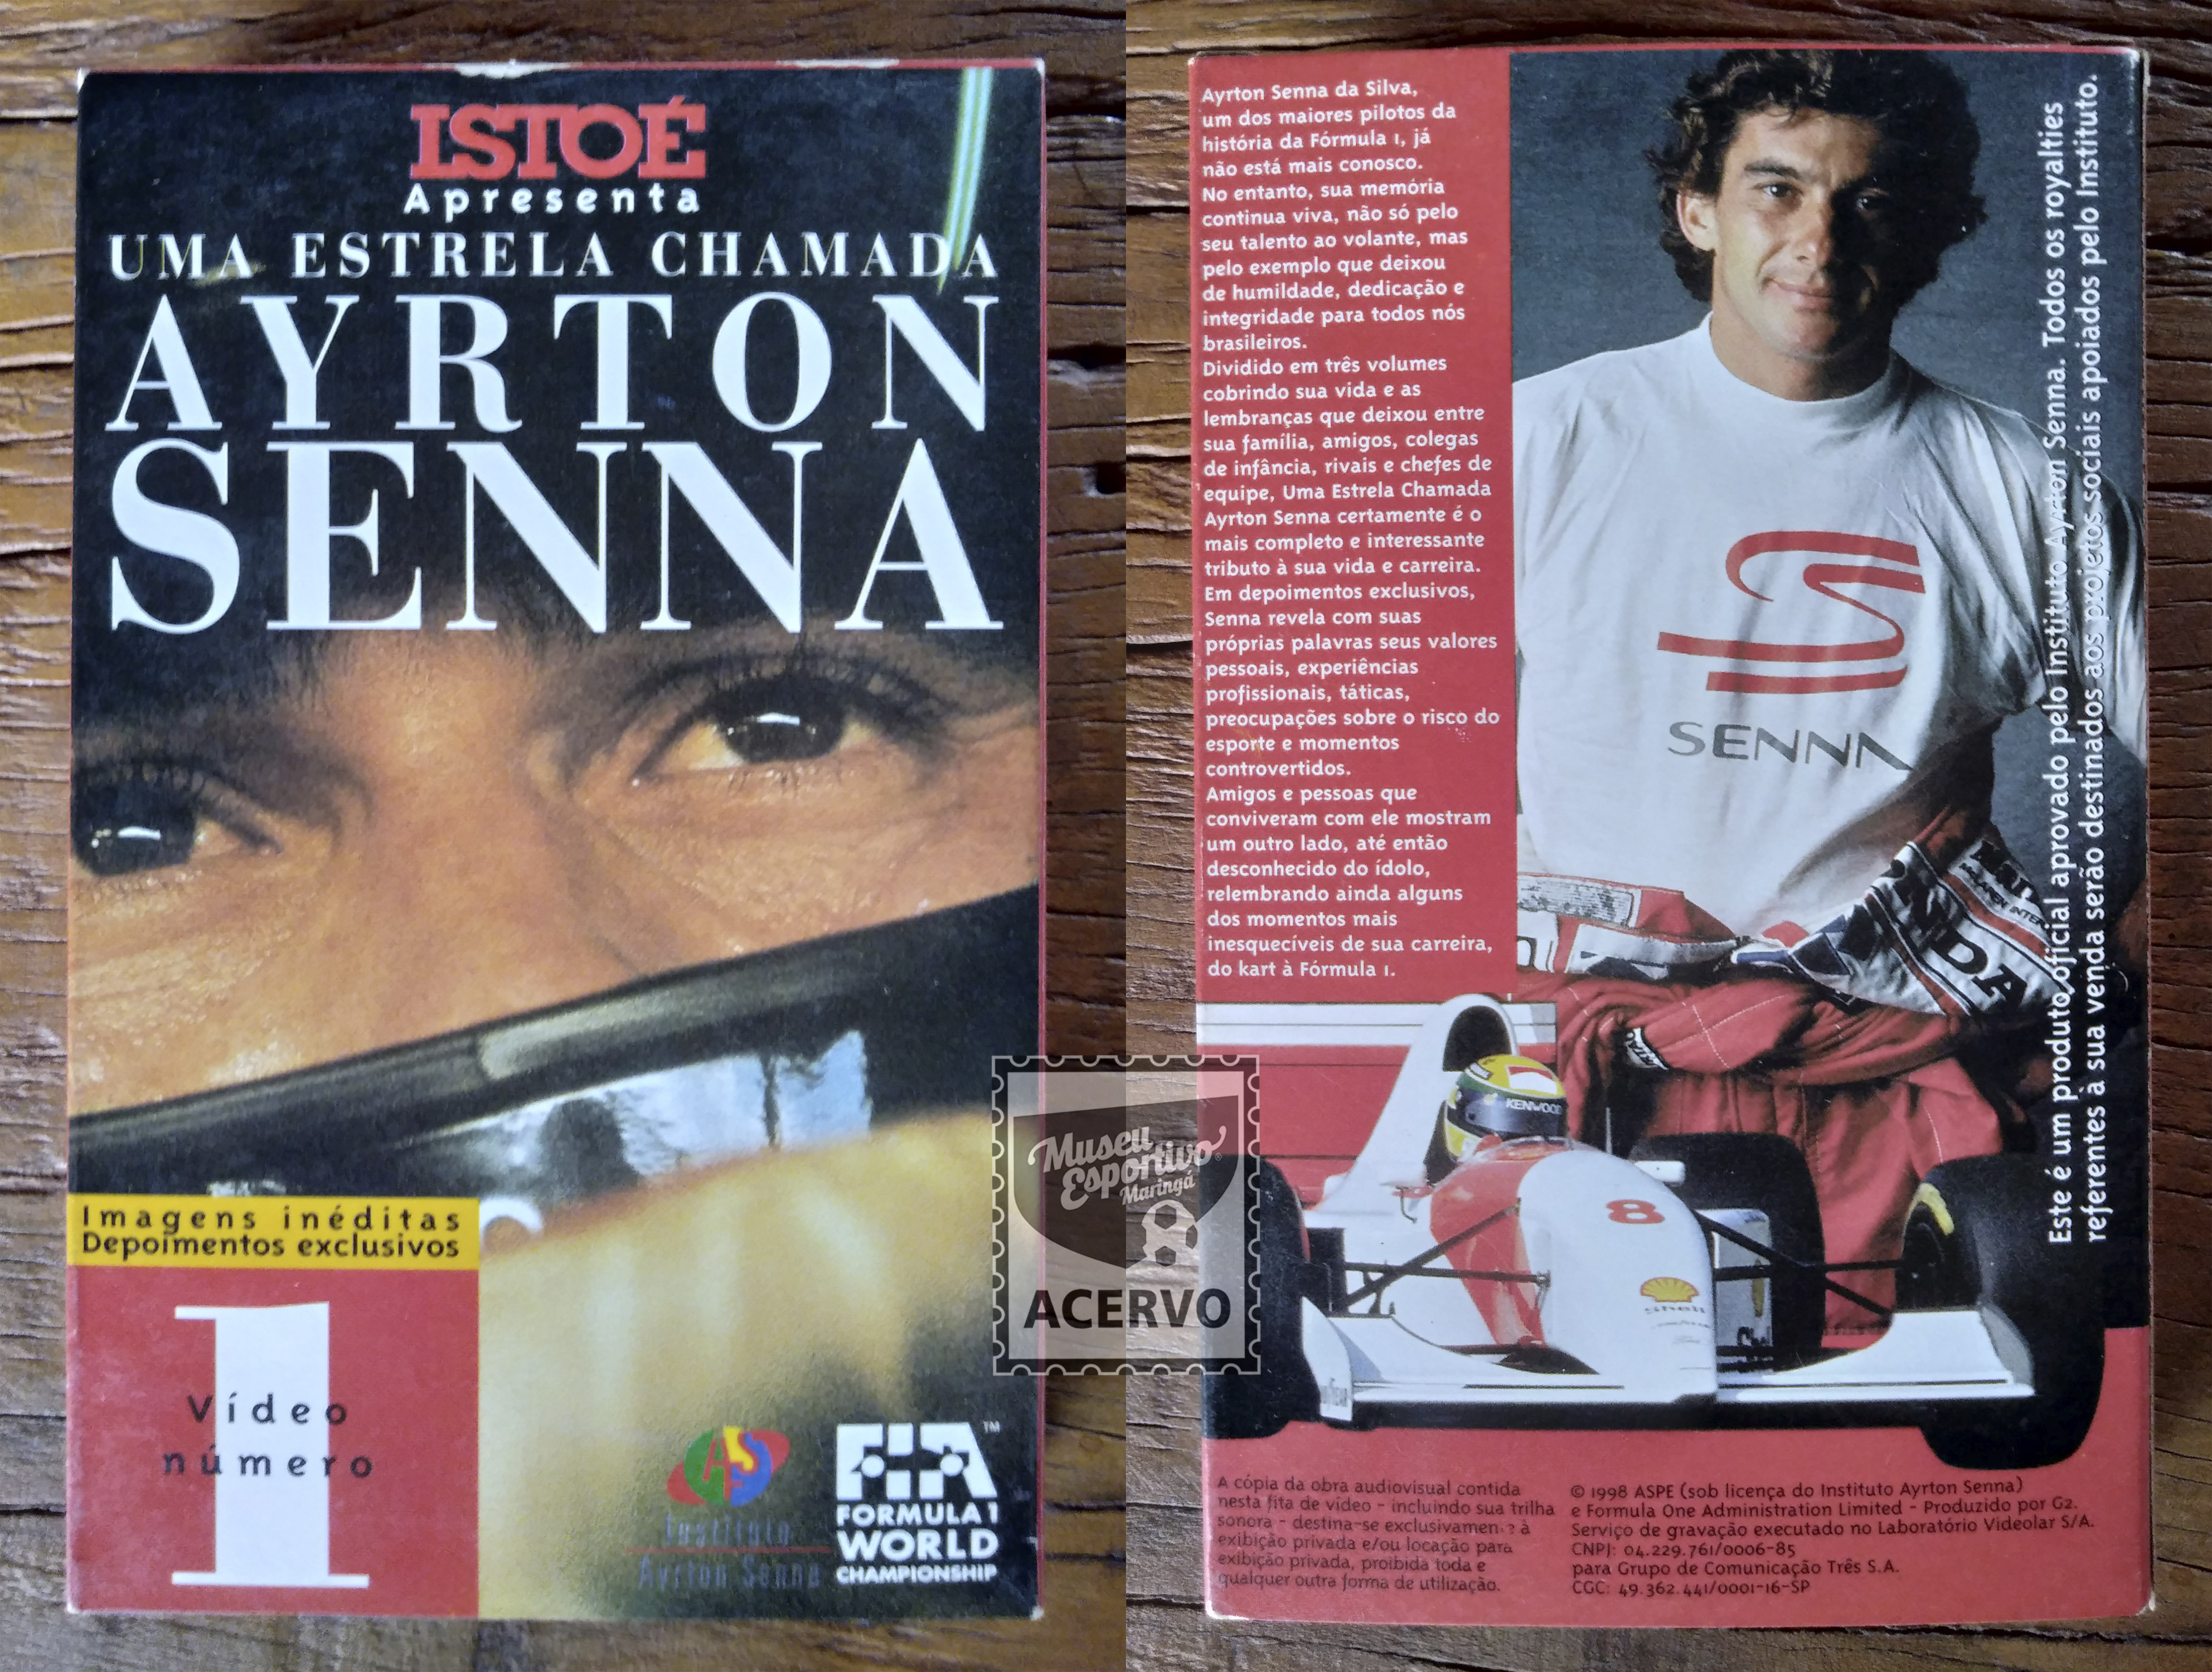 ISTOÉ
Apresenta
UMA ESTRELA CHAMADA
AYRTON
SENNA
Imagens inéditas
Depoimentos exclusivos
1
Vídeo
número
Instituto
Ayrton Senna
FIA
TM
FORMULA 1
WORLD
CHAMPIONSHIP
Ayrton Senna da Silva,
um dos maiores pilotos da
história da Fórmula 1, já
não está mais conosco.
No entanto, sua memória
continua viva, não só pelo
seu talento ao volante, mas
pelo exemplo que deixou
de humildade, dedicação e
integridade para todos nós
brasileiros.
Dividido em três volumes
cobrindo sua vida e as
lembranças que deixou entre
sua família, amigos, colegas
de infância, rivais e chefes de
equipe, Uma Estrela Chamada
Ayrton Senna certamente é o
mais completo e interessante
tributo à sua vida e carreira.
Em depoimentos exclusivos,
Senna revela com suas
próprias palavras seus valores
pessoais, experiências
profissionais, táticas,
preocupações sobre o risco do
esporte e momentos
controvertidos.
Amigos e pessoas que
conviveram com ele mostram
um outro lado, até então
desconhecido do ídolo,
relembrando ainda alguns
dos momentos mais
inesquecíveis de sua carreira,
do kart à Fórmula 1.
SENNA
KENWOOD
8
Shell
Este é um produto oficial aprovado pelo Instituto Ayrton Senna. Todos os royalties
referentes à sua venda serão destinados aos projetos sociais apoiados pelo Instituto.
A cópia da obra audiovisual contida
nesta fita de vídeo - incluindo sua trilha
sonora - destina-se exclusivamen à
exibição privada e/ou locação para
exibição privada, proibida toda e
qualquer outra forma de utilização.
© 1998 ASPE (sob licença do Instituto Ayrton Senna)
e Formula One Administration Limited - Produzido por G2.
Serviço de gravação executado no Laboratório Videolar S/A.
CNPJ: 04.229.761/0006-85
para Grupo de Comunicação Três S.A.
CGC: 49.362.441/0001-16-SP
Museu
Esportivo
Maringá
ACERVO